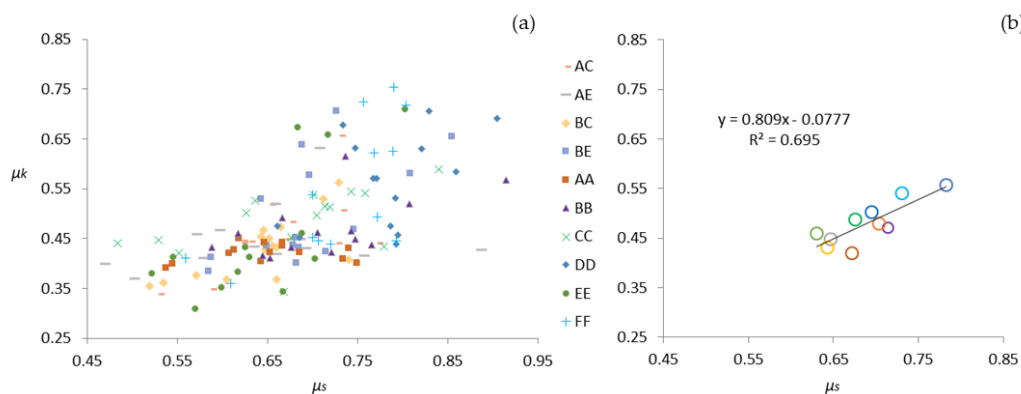 (a)
0.85
0.75
0.65
0.55
0.45
0.35
0.25
μk
0.45 0.55 0.65 0.75 0.85 0.95
μs
AC
AE
BC
BE
AA
BB
CC
DD
EE
FF
(b)
0.85
0.75
0.65
0.55
0.45
0.35
0.25
y = 0.809x - 0.0777
R² = 0.695
0.45 0.55 0.65 0.75 0.85
μs